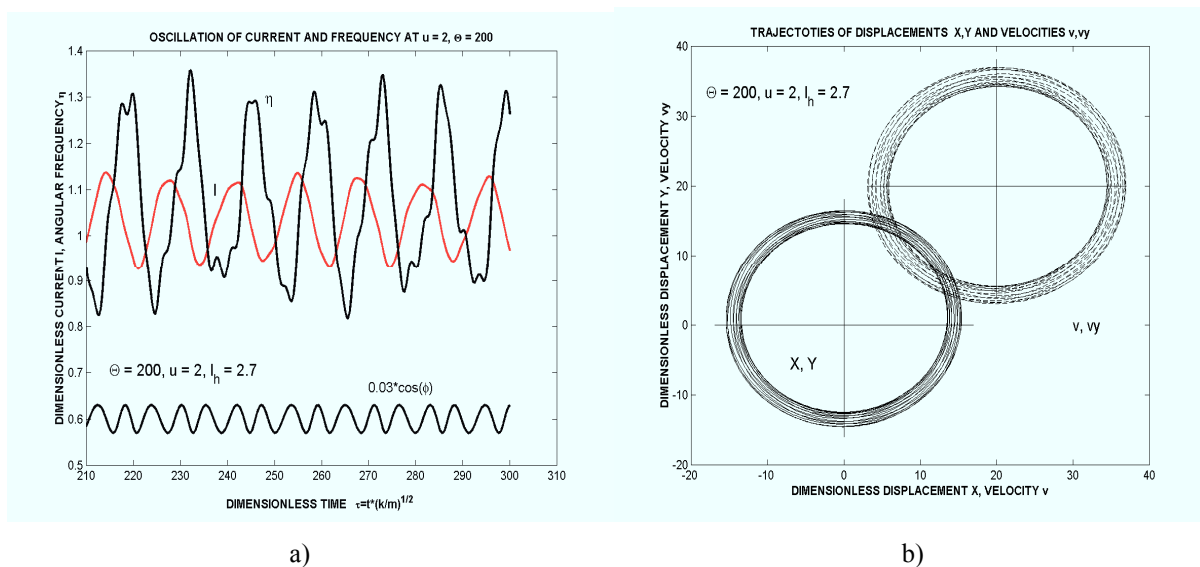 OSCILLATION OF CURRENT AND FREQUENCY AT u = 2, Θ = 200
DIMENSIONLESS CURRENT I, ANGULAR FREQUENCY η
1.4
1.3
1.2
1.1
1
0.9
0.8
0.7
0.6
0.5
η
I
Θ = 200, u = 2, I_h = 2.7
0.03*cos(ϕ)
210 220 230 240 250 260 270 280 290 300 310
DIMENSIONLESS TIME τ=t*(k/m)^1/2
a)
TRAJECTOTIES OF DISPLACEMENTS X,Y AND VELOCITIES v,vy
DIMENSIONLESS DISPLACEMENT Y, VELOCITY vy
40
30
20
10
0
-10
-20
Θ = 200, u = 2, I_h = 2.7
v, vy
X, Y
-20 -10 0 10 20 30 40
DIMENSIONLESS DISPLACEMENT X, VELOCITY v
b)